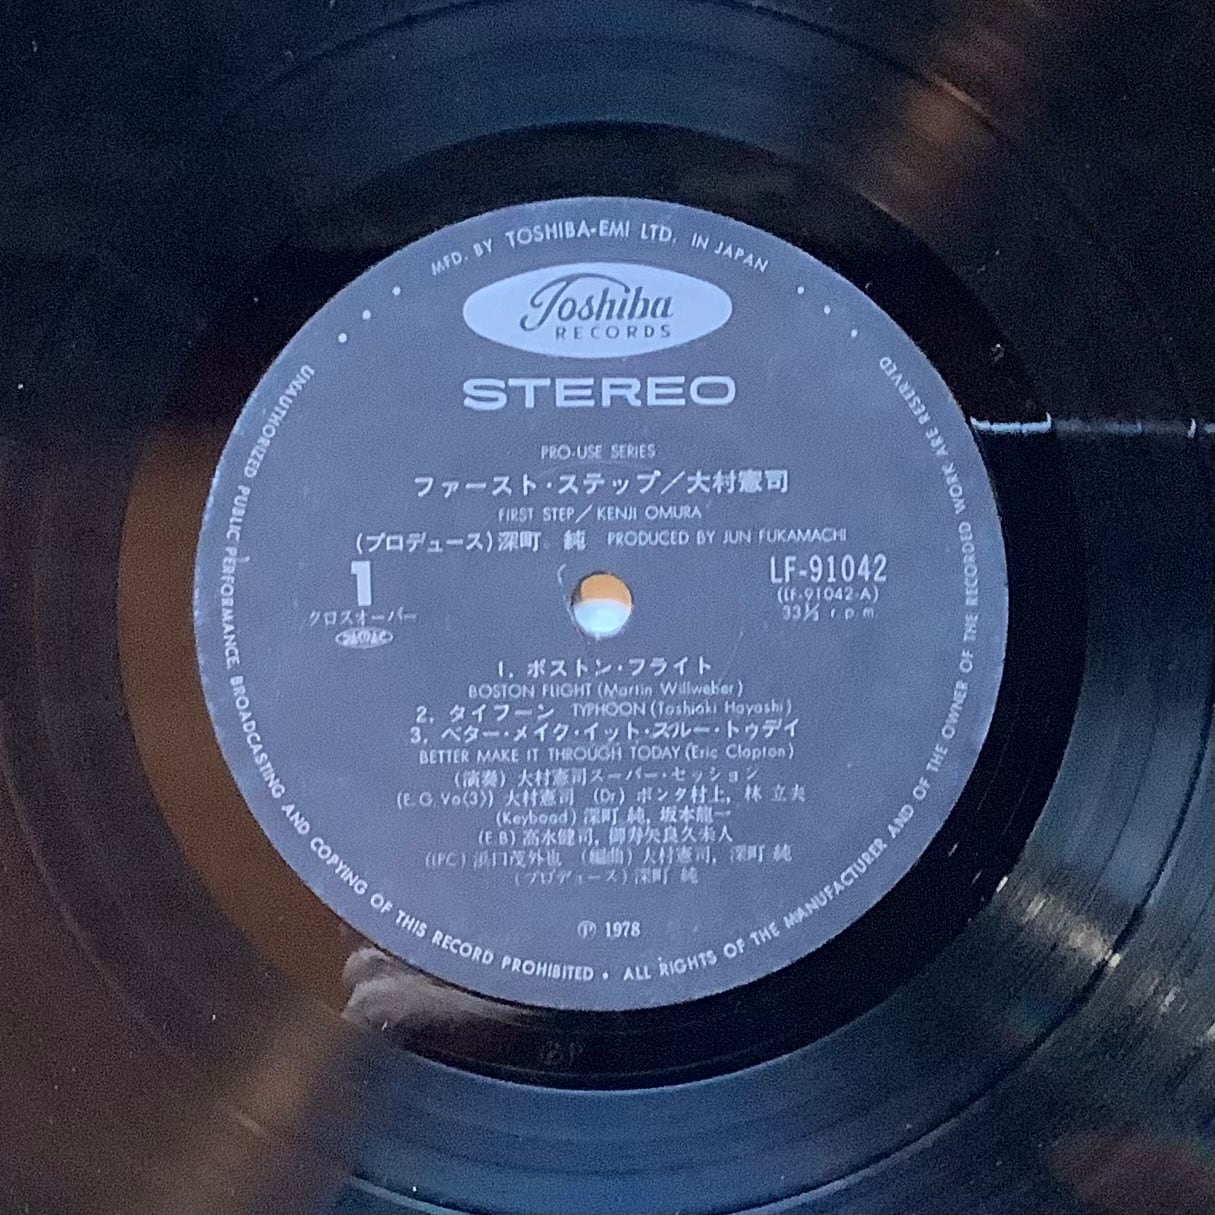 MFD. BY TOSHIBA-EMI LTD. IN JAPAN
Toshiba
RECORDS
STEREO
PRO-USE SERIES
ファースト・ステップ／大村憲司
FIRST STEP／KENJI OMURA
(プロデュース)深町 純 PRODUCED BY JUN FUKAMACHI
1
クロスオーバー
LF-91042
(LF-91042-A)
33⅓ r.p.m.
1. ボストン・フライト
BOSTON FLIGHT (Martin Willweber)
2. タイフーン TYPHOON (Toshiaki Hayashi)
3. ベター・メイク・イット・スルー・トゥデイ
BETTER MAKE IT THROUGH TODAY (Eric Clapton)
(演奏) 大村憲司スーパー・セッション
(E.G.Vo(3)) 大村憲司 (Dr) ポンタ村上, 林 立夫
(Keyboad) 深町 純, 坂本龍一
(E.B) 高水健司, 御寿矢良久未人
(LPC) 浜口茂外也 (編曲) 大村憲司, 深町 純
(プロデュース) 深町 純
Ⓟ 1978
UNAUTHORIZED PUBLIC PERFORMANCE, BROADCASTING AND COPYING OF THIS RECORD PROHIBITED • ALL RIGHTS OF THE MANUFACTURER AND OF THE OWNER OF THE RECORDED WORK ARE RESERVED